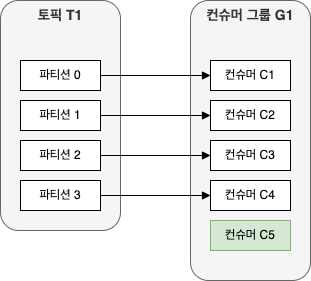 토픽 T1
컨슈머 그룹 G1
파티션 0
컨슈머 C1
파티션 1
컨슈머 C2
파티션 2
컨슈머 C3
파티션 3
컨슈머 C4
컨슈머 C5